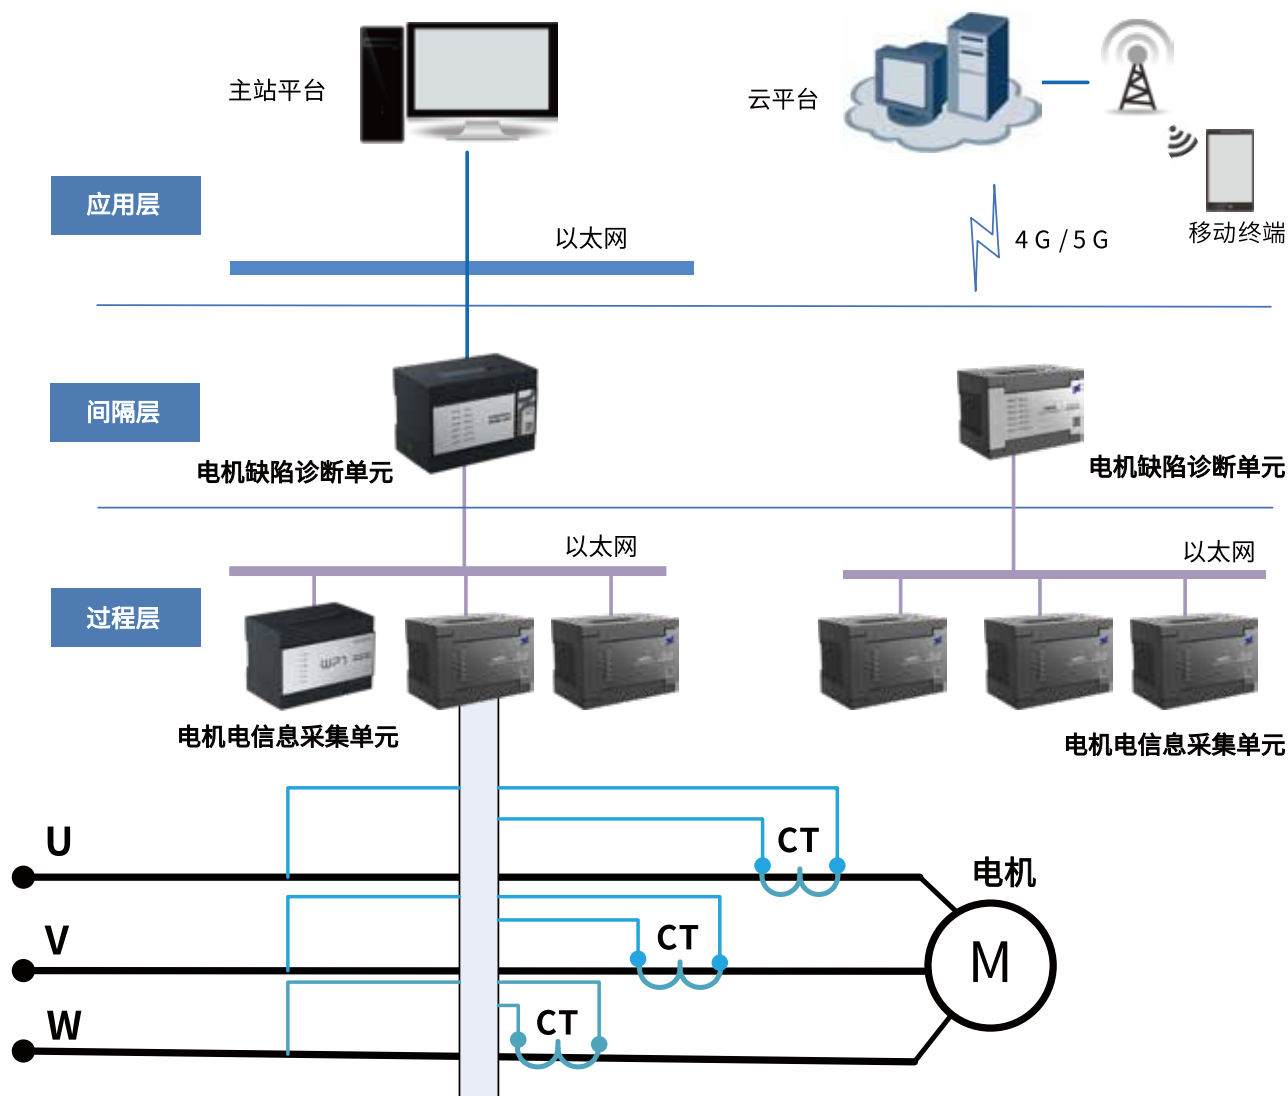 主站平台
云平台
应用层
以太网
4G/5G
移动终端
间隔层
电机缺陷诊断单元
电机缺陷诊断单元
以太网
以太网
过程层
电机电信息采集单元
电机电信息采集单元
U
CT
电机
V
CT
M
W
CT